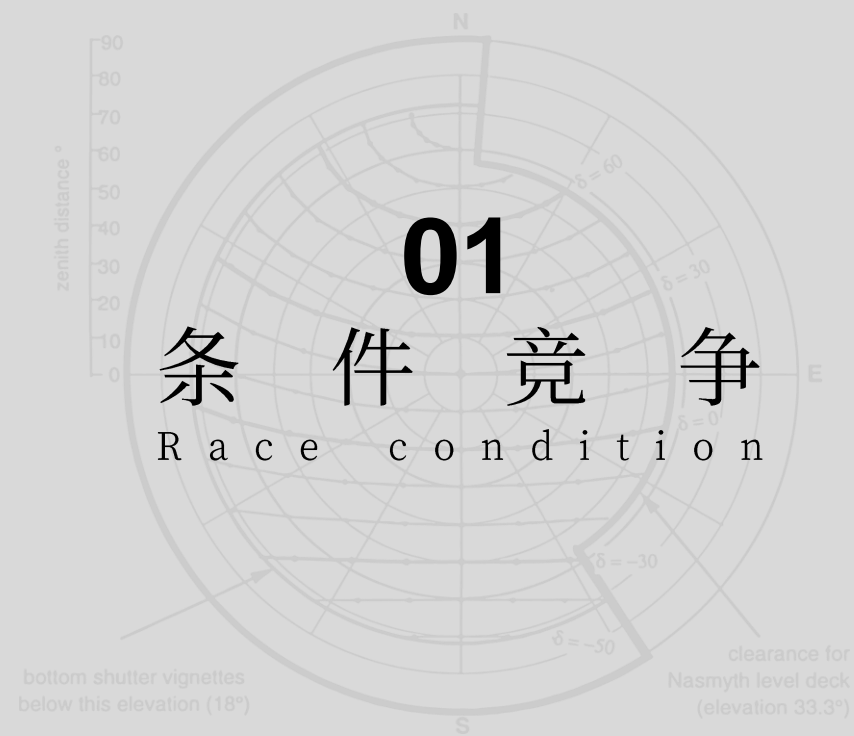 N
90
80
70
60
50
40
30
20
10
0
zenith distance °
δ = 60
δ = 30
δ = 0
δ = −30
δ = −50
E
01
条件竞争
Race condition
bottom shutter vignettes
below this elevation (18°)
clearance for
Nasmyth level deck
(elevation 33.3°)
S